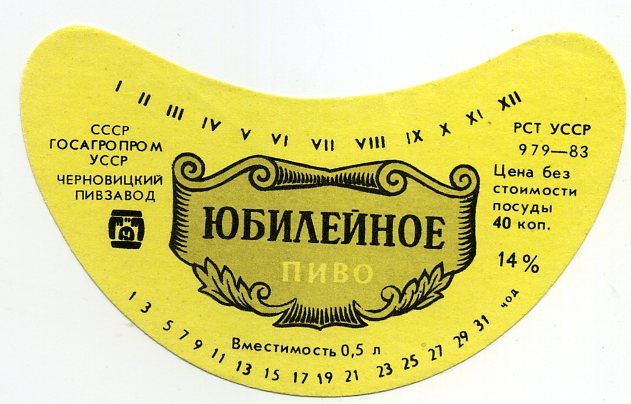 I II III IV V VI VII VIII IX X XI XII
СССР
ГОСАГРОПРОМ
УССР
ЧЕРНОВИЦКИЙ
ПИВЗАВОД
РСТ УССР
979—83
Цена без
стоимости
посуды
40 коп.
14%
ЮБИЛЕЙНОЕ
ПИВО
Вместимость 0,5 л
1 3 5 7 9 11 13 15 17 19 21 23 25 27 29 31